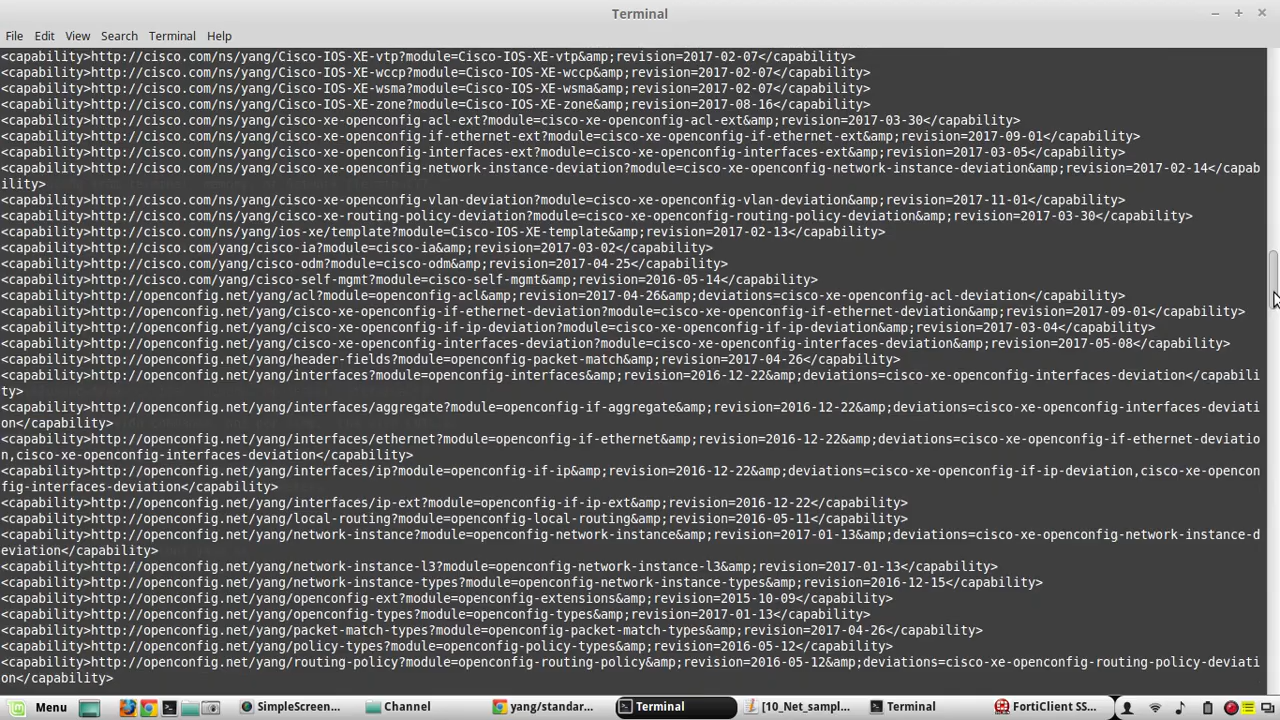 Terminal
File Edit View Search Terminal Help
<capability>http://cisco.com/ns/yang/Cisco-IOS-XE-vtp?module=Cisco-IOS-XE-vtp&amp;revision=2017-02-07</capability>
<capability>http://cisco.com/ns/yang/Cisco-IOS-XE-wccp?module=Cisco-IOS-XE-wccp&amp;revision=2017-02-07</capability>
<capability>http://cisco.com/ns/yang/Cisco-IOS-XE-wsma?module=Cisco-IOS-XE-wsma&amp;revision=2017-02-07</capability>
<capability>http://cisco.com/ns/yang/Cisco-IOS-XE-zone?module=Cisco-IOS-XE-zone&amp;revision=2017-08-16</capability>
<capability>http://cisco.com/ns/yang/cisco-xe-openconfig-acl-ext?module=cisco-xe-openconfig-acl-ext&amp;revision=2017-03-30</capability>
<capability>http://cisco.com/ns/yang/cisco-xe-openconfig-if-ethernet-ext?module=cisco-xe-openconfig-if-ethernet-ext&amp;revision=2017-09-01</capability>
<capability>http://cisco.com/ns/yang/cisco-xe-openconfig-interfaces-ext?module=cisco-xe-openconfig-interfaces-ext&amp;revision=2017-03-05</capability>
<capability>http://cisco.com/ns/yang/cisco-xe-openconfig-network-instance-deviation?module=cisco-xe-openconfig-network-instance-deviation&amp;revision=2017-02-14</capab
ility>
<capability>http://cisco.com/ns/yang/cisco-xe-openconfig-vlan-deviation?module=cisco-xe-openconfig-vlan-deviation&amp;revision=2017-11-01</capability>
<capability>http://cisco.com/ns/yang/cisco-xe-routing-policy-deviation?module=cisco-xe-openconfig-routing-policy-deviation&amp;revision=2017-03-30</capability>
<capability>http://cisco.com/ns/yang/ios-xe/template?module=Cisco-IOS-XE-template&amp;revision=2017-02-13</capability>
<capability>http://cisco.com/yang/cisco-ia?module=cisco-ia&amp;revision=2017-03-02</capability>
<capability>http://cisco.com/yang/cisco-odm?module=cisco-odm&amp;revision=2017-04-25</capability>
<capability>http://cisco.com/yang/cisco-self-mgmt?module=cisco-self-mgmt&amp;revision=2016-05-14</capability>
<capability>http://openconfig.net/yang/acl?module=openconfig-acl&amp;revision=2017-04-26&amp;deviations=cisco-xe-openconfig-acl-deviation</capability>
<capability>http://openconfig.net/yang/cisco-xe-openconfig-if-ethernet-deviation?module=cisco-xe-openconfig-if-ethernet-deviation&amp;revision=2017-09-01</capability>
<capability>http://openconfig.net/yang/cisco-xe-openconfig-if-ip-deviation?module=cisco-xe-openconfig-if-ip-deviation&amp;revision=2017-03-04</capability>
<capability>http://openconfig.net/yang/cisco-xe-openconfig-interfaces-deviation?module=cisco-xe-openconfig-interfaces-deviation&amp;revision=2017-05-08</capability>
<capability>http://openconfig.net/yang/header-fields?module=openconfig-packet-match&amp;revision=2017-04-26</capability>
<capability>http://openconfig.net/yang/interfaces?module=openconfig-interfaces&amp;revision=2016-12-22&amp;deviations=cisco-xe-openconfig-interfaces-deviation</capabili
ty>
<capability>http://openconfig.net/yang/interfaces/aggregate?module=openconfig-if-aggregate&amp;revision=2016-12-22&amp;deviations=cisco-xe-openconfig-interfaces-deviati
on</capability>
<capability>http://openconfig.net/yang/interfaces/ethernet?module=openconfig-if-ethernet&amp;revision=2016-12-22&amp;deviations=cisco-xe-openconfig-if-ethernet-deviatio
n,cisco-xe-openconfig-interfaces-deviation</capability>
<capability>http://openconfig.net/yang/interfaces/ip?module=openconfig-if-ip&amp;revision=2016-12-22&amp;deviations=cisco-xe-openconfig-if-ip-deviation,cisco-xe-opencon
fig-interfaces-deviation</capability>
<capability>http://openconfig.net/yang/interfaces/ip-ext?module=openconfig-if-ip-ext&amp;revision=2016-12-22</capability>
<capability>http://openconfig.net/yang/local-routing?module=openconfig-local-routing&amp;revision=2016-05-11</capability>
<capability>http://openconfig.net/yang/network-instance?module=openconfig-network-instance&amp;revision=2017-01-13&amp;deviations=cisco-xe-openconfig-network-instance-d
eviation</capability>
<capability>http://openconfig.net/yang/network-instance-l3?module=openconfig-network-instance-l3&amp;revision=2017-01-13</capability>
<capability>http://openconfig.net/yang/network-instance-types?module=openconfig-network-instance-types&amp;revision=2016-12-15</capability>
<capability>http://openconfig.net/yang/openconfig-ext?module=openconfig-extensions&amp;revision=2015-10-09</capability>
<capability>http://openconfig.net/yang/openconfig-types?module=openconfig-types&amp;revision=2017-01-13</capability>
<capability>http://openconfig.net/yang/packet-match-types?module=openconfig-packet-match-types&amp;revision=2017-04-26</capability>
<capability>http://openconfig.net/yang/policy-types?module=openconfig-policy-types&amp;revision=2016-05-12</capability>
<capability>http://openconfig.net/yang/routing-policy?module=openconfig-routing-policy&amp;revision=2016-05-12&amp;deviations=cisco-xe-openconfig-routing-policy-deviati
on</capability>
Menu SimpleScreen... Channel yang/standar... Terminal [10_Net_sampl... Terminal FortiClient SS...